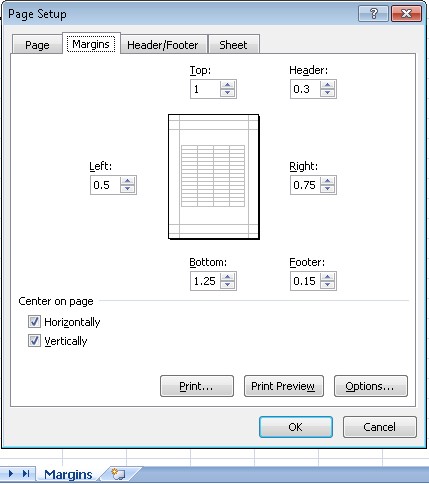 Page Setup
Page Margins Header/Footer Sheet
Top: Header:
1 0.3
Left: Right:
0.5 0.75
Bottom: Footer:
1.25 0.15
Center on page
Horizontally
Vertically
Print... Print Preview Options...
OK Cancel
Margins